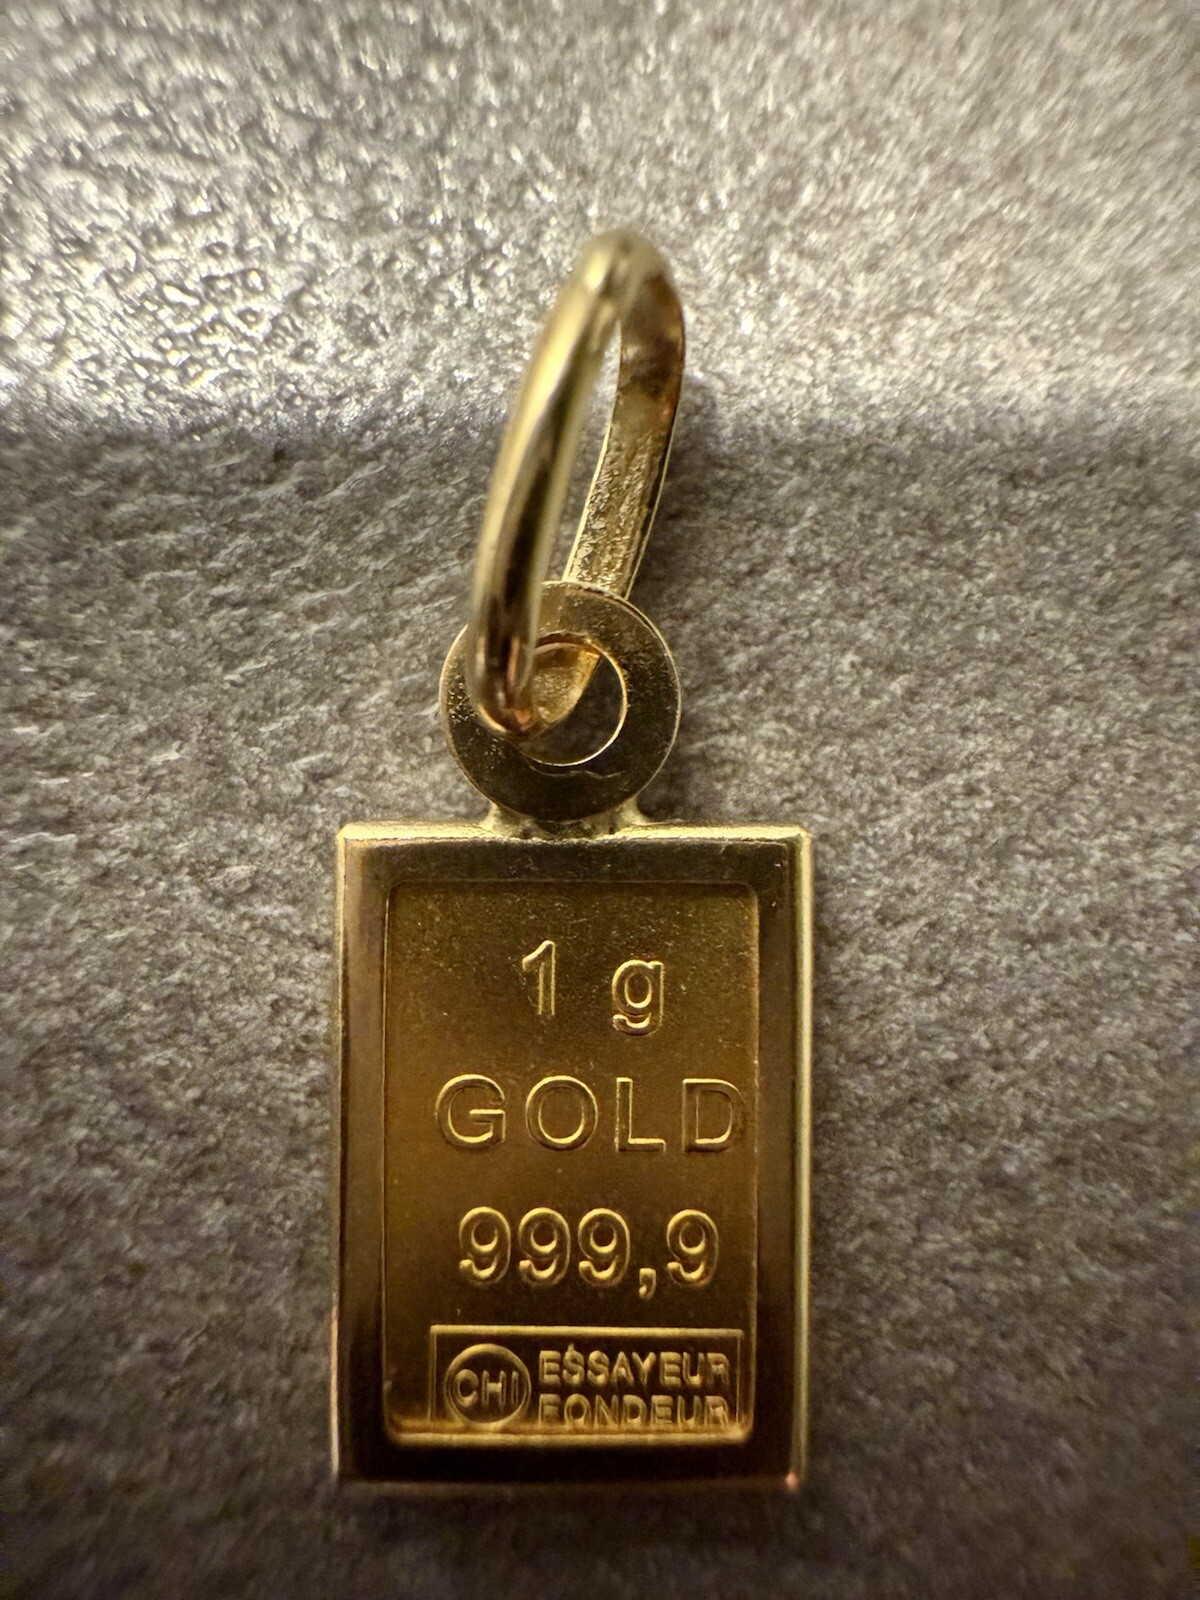 1 g
GOLD
999,9
CHI ESSAYEUR
FONDEUR